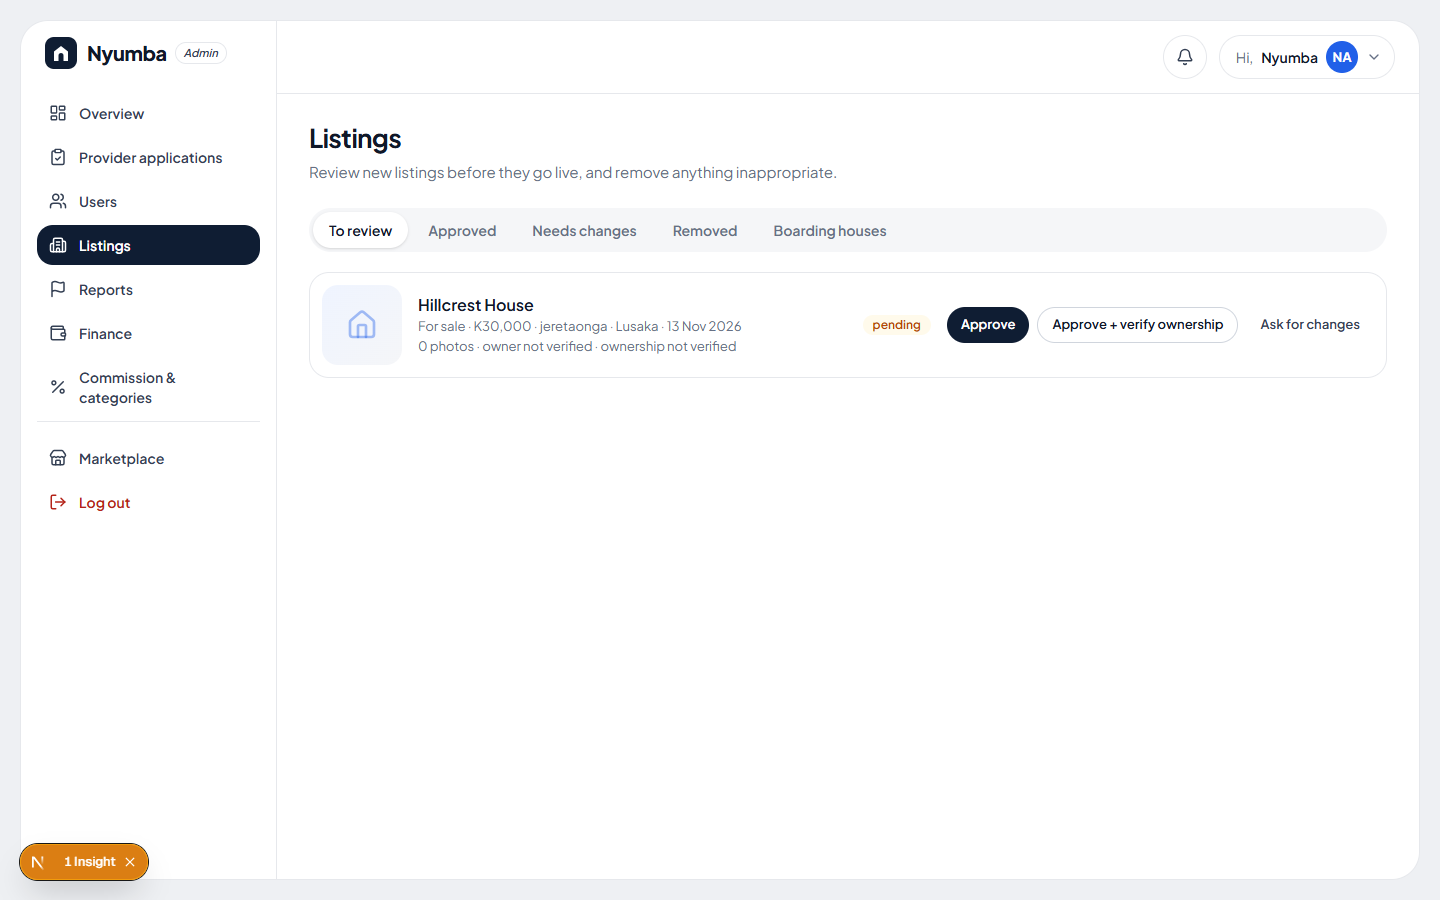 Nyumba Admin
Hi, Nyumba NA
Overview
Provider applications
Users
Listings
Reports
Finance
Commission &
categories
Marketplace
Log out
Listings
Review new listings before they go live, and remove anything inappropriate.
To review Approved Needs changes Removed Boarding houses
Hillcrest House
For sale · K30,000 · jeretaonga · Lusaka · 13 Nov 2026
0 photos · owner not verified · ownership not verified
pending Approve Approve + verify ownership Ask for changes
N 1 Insight